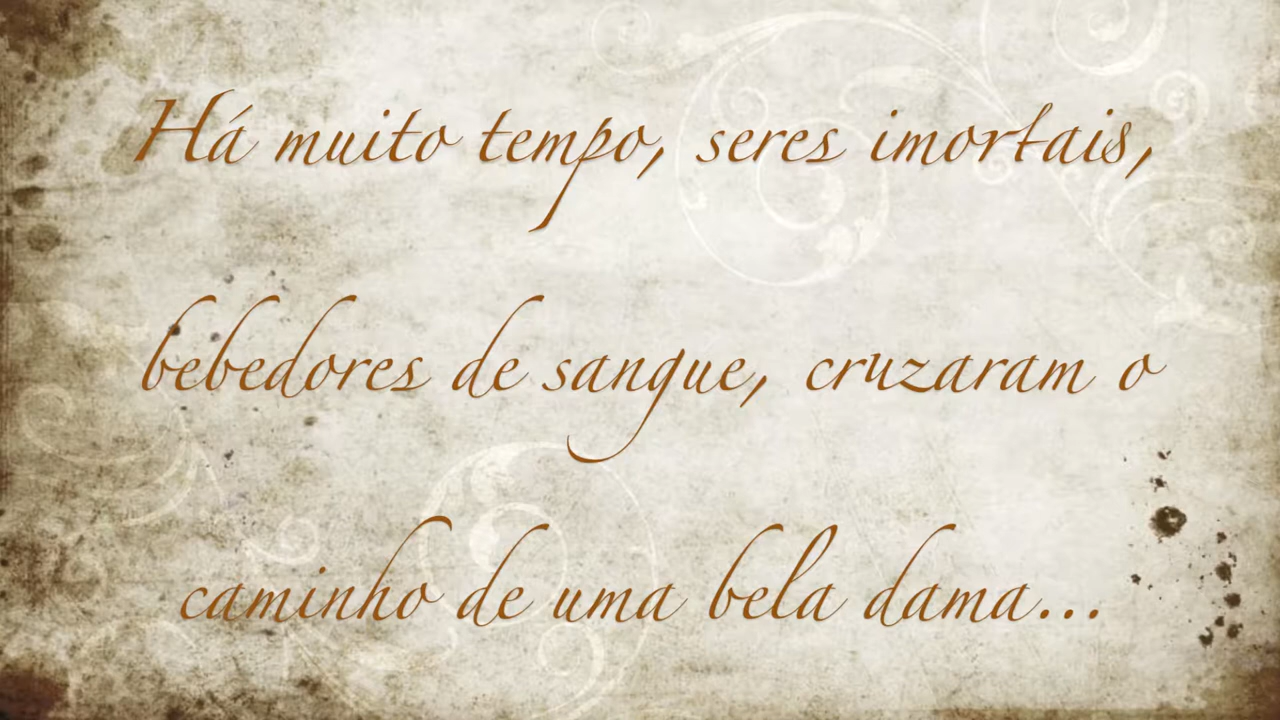 Há muito tempo, seres imortais,
bebedores de sangue, cruzaram o
caminho de uma bela dama...